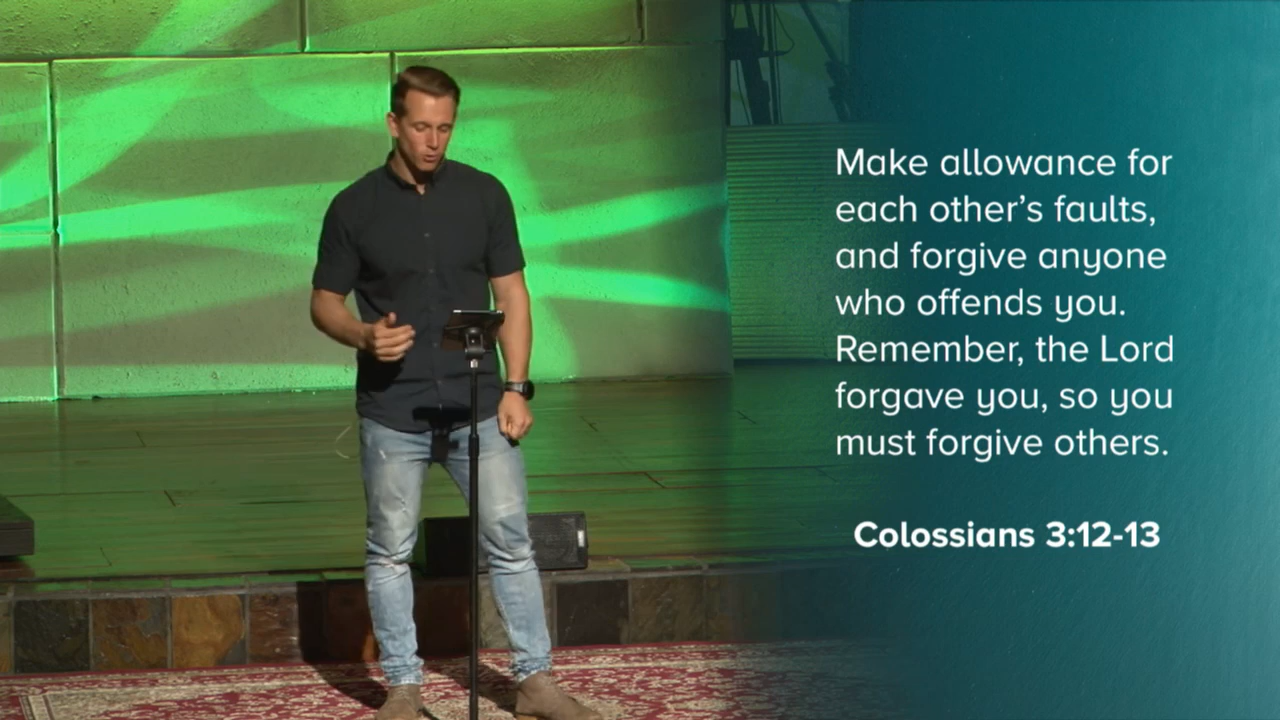 Make allowance for
each other’s faults,
and forgive anyone
who offends you.
Remember, the Lord
forgave you, so you
must forgive others.
Colossians 3:12-13